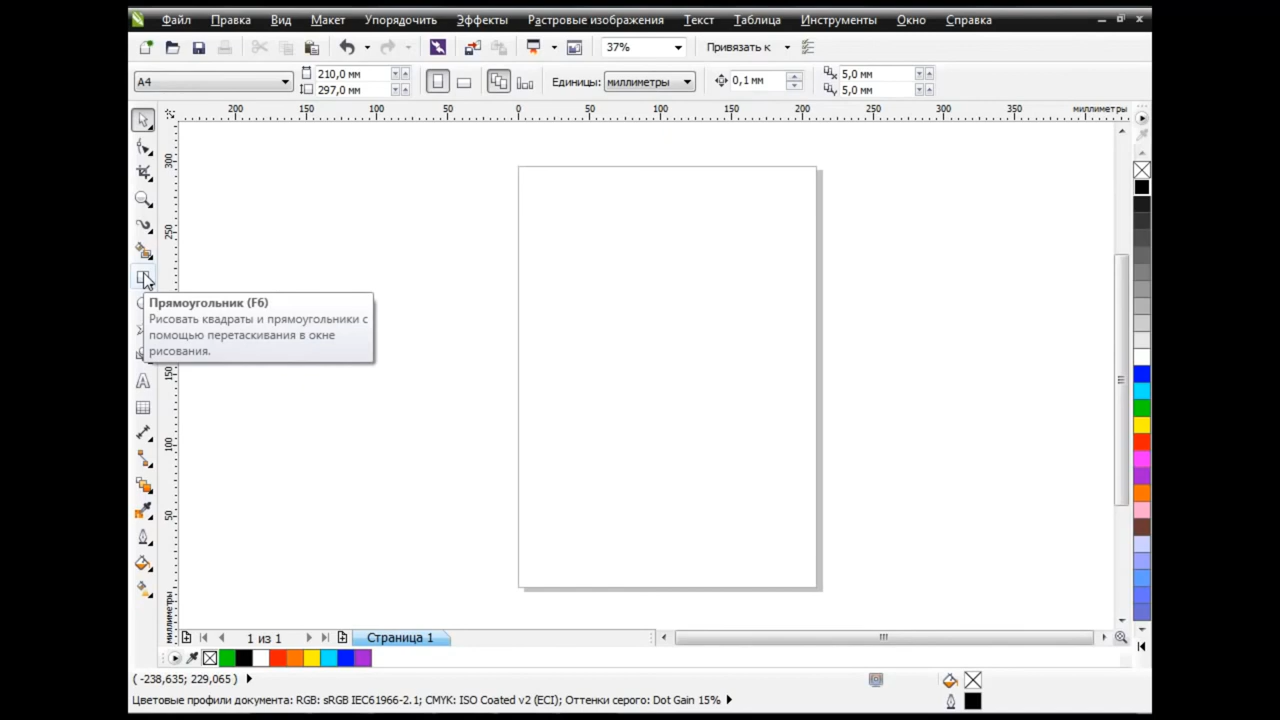 Файл Правка Вид Макет Упорядочить Эффекты Растровые изображения Текст Таблица Инструменты Окно Справка
37% Привязать к
A4 210,0 мм 297,0 мм Единицы: миллиметры 0,1 мм 5,0 мм 5,0 мм
200 150 100 50 0 50 100 150 200 250 300 350 миллиметры
300
250
Прямоугольник (F6)
Рисовать квадраты и прямоугольники с
помощью перетаскивания в окне
рисования.
150
100
50
миллиметры
1 из 1 Страница 1
( -238,635; 229,065 )
Цветовые профили документа: RGB: sRGB IEC61966-2.1; CMYK: ISO Coated v2 (ECI); Оттенки серого: Dot Gain 15%